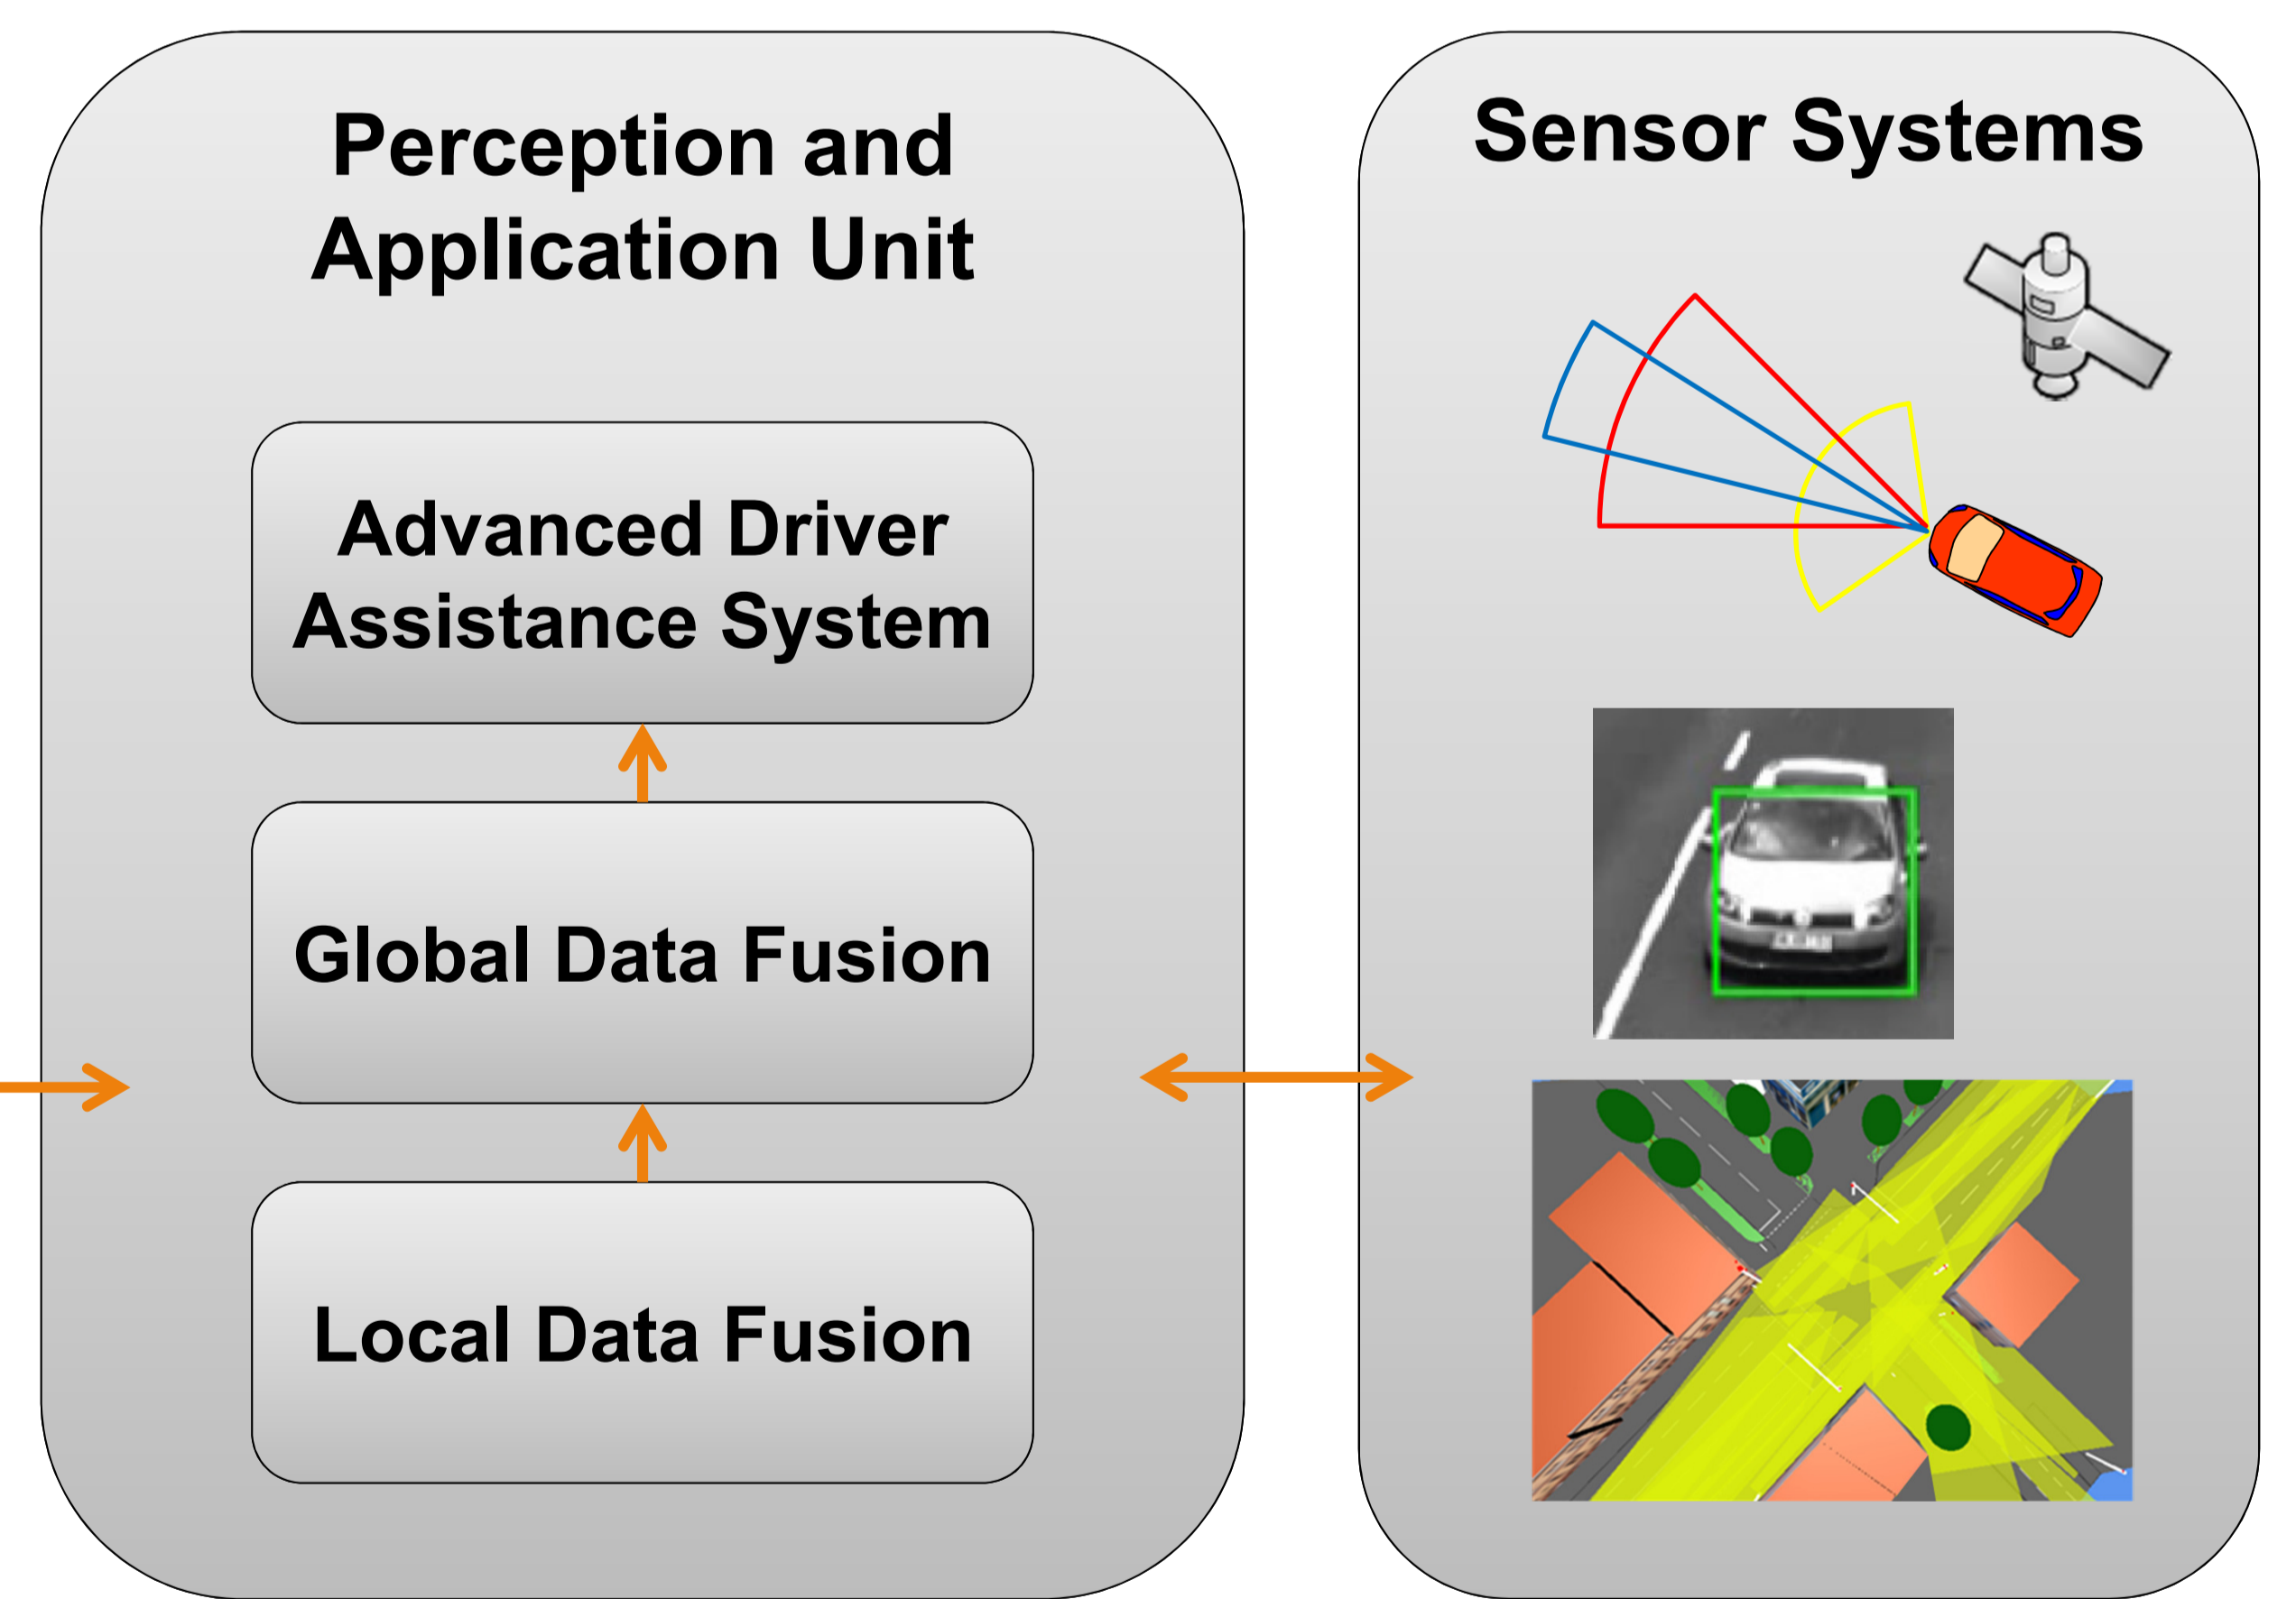 Perception and
Application Unit
Advanced Driver
Assistance System
Global Data Fusion
Local Data Fusion
Sensor Systems